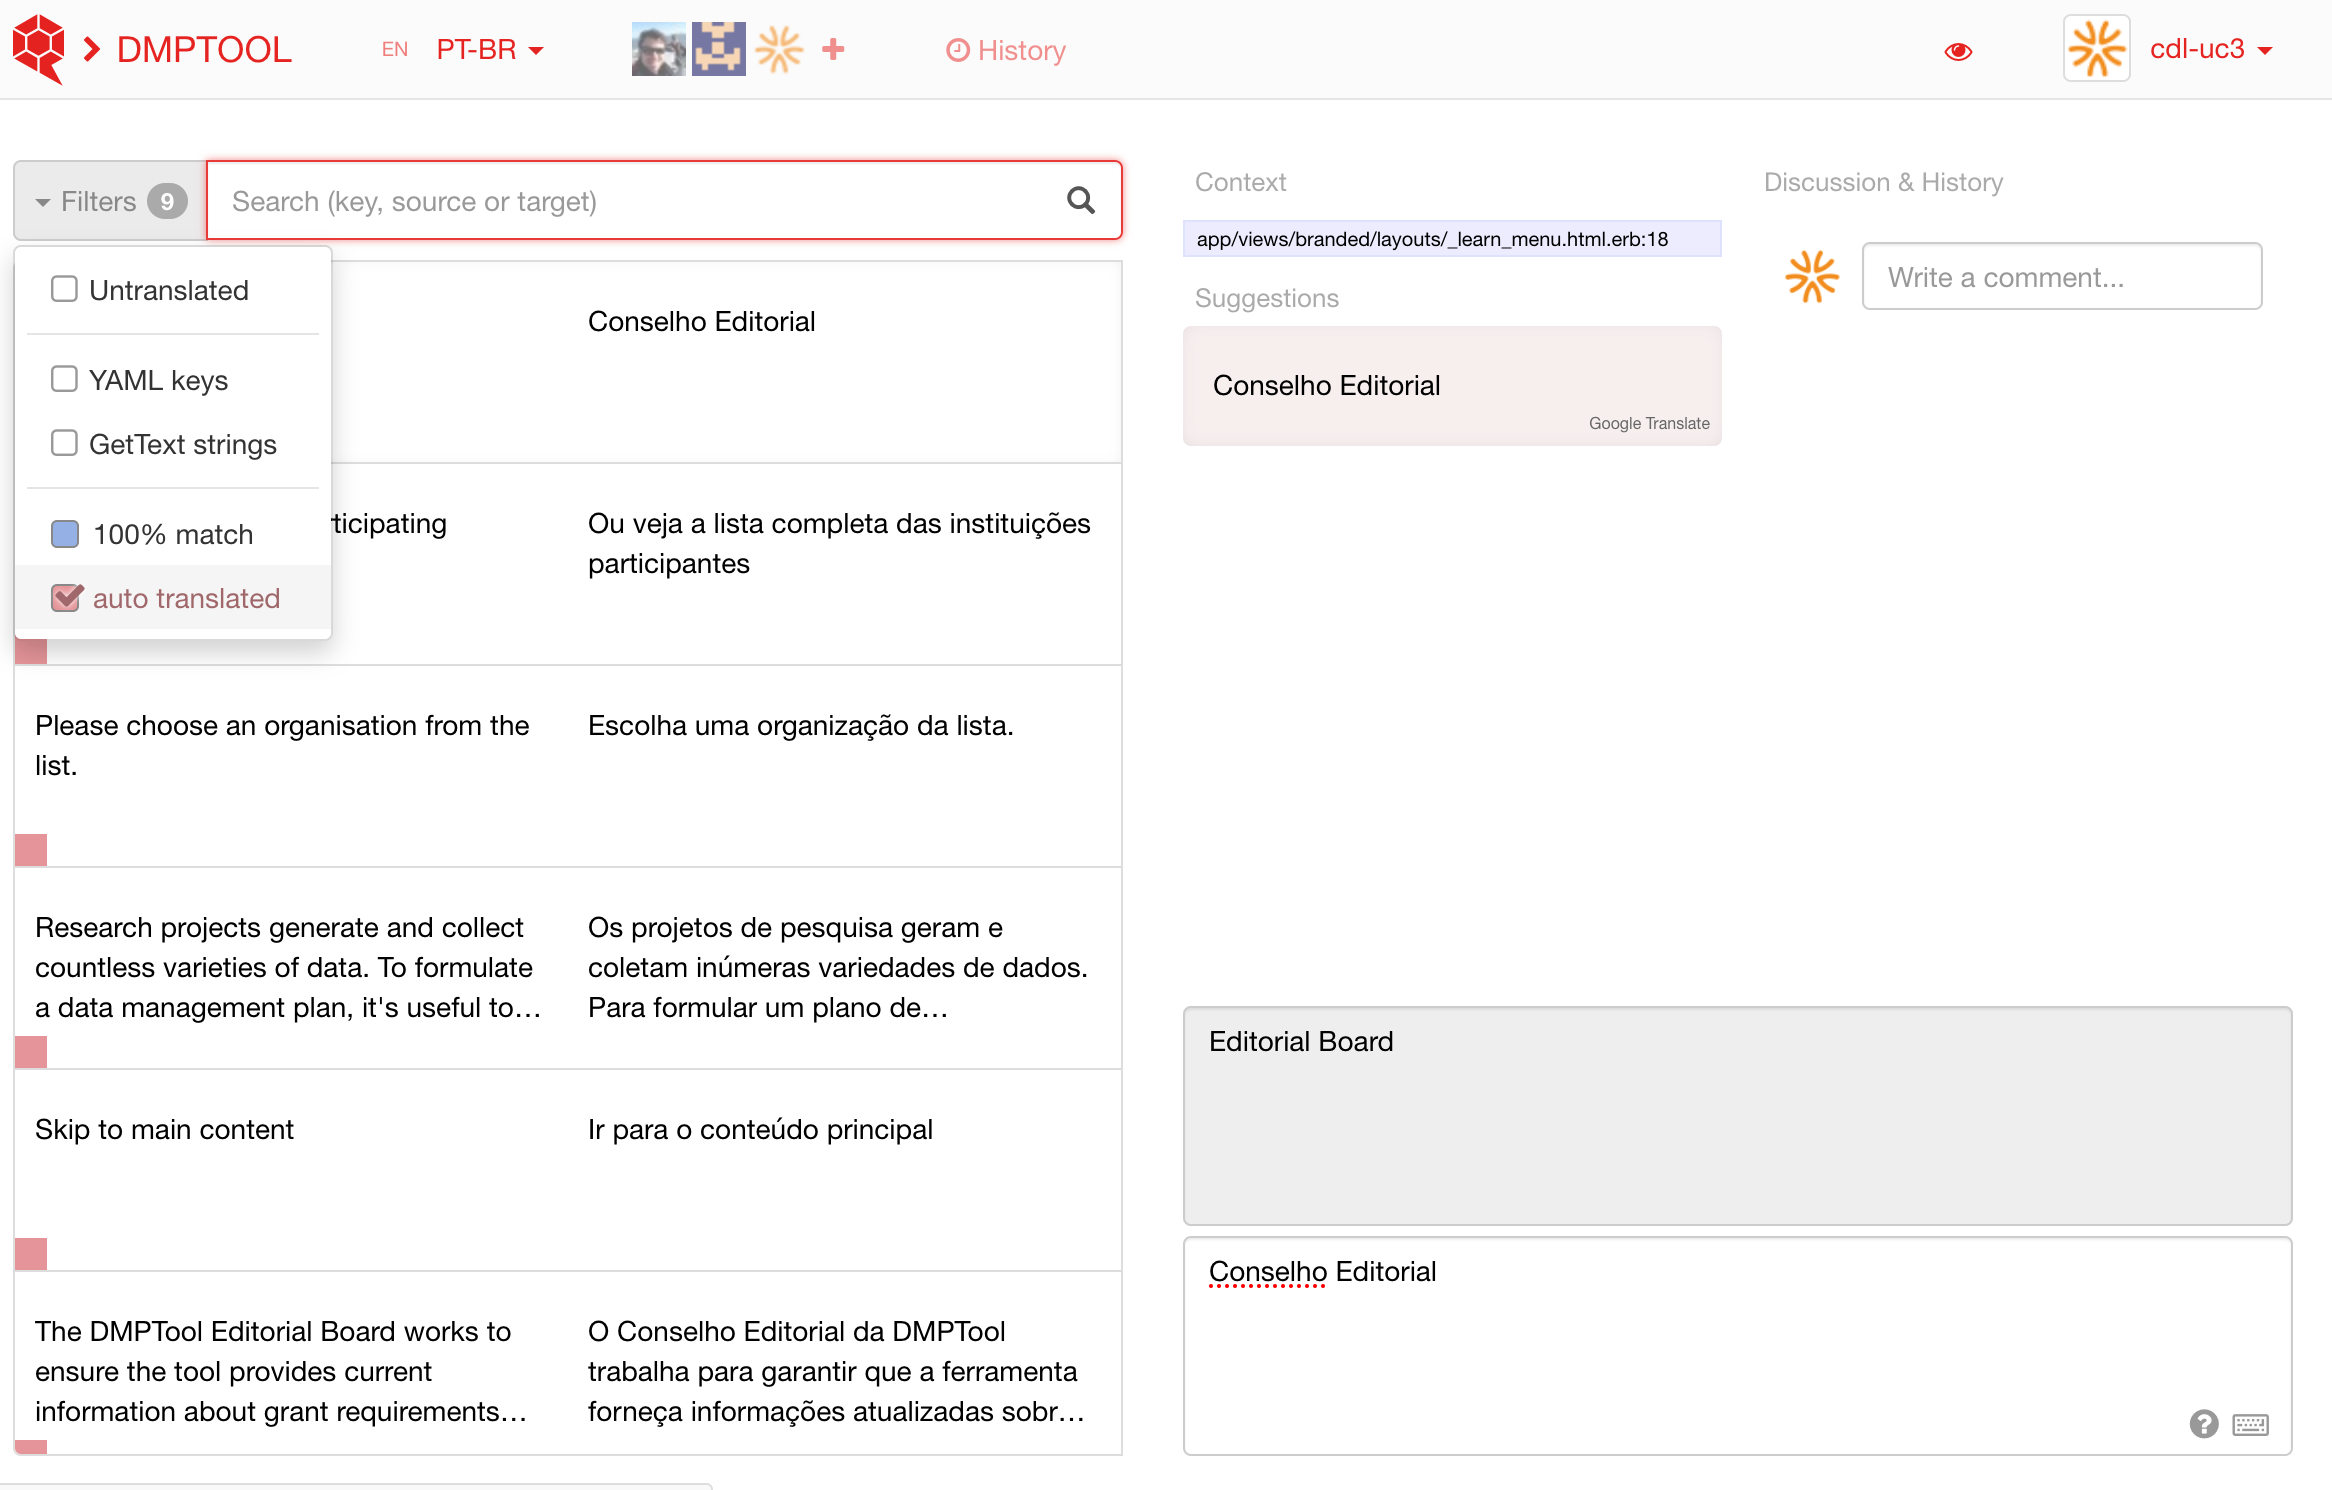 DMPTOOL
EN PT-BR
History
cdl-uc3
Filters 9
Search (key, source or target)
Untranslated
YAML keys
GetText strings
100% match
auto translated
Conselho Editorial
ticipating
Ou veja a lista completa das instituições
participantes
Please choose an organisation from the
list.
Escolha uma organização da lista.
Research projects generate and collect
countless varieties of data. To formulate
a data management plan, it's useful to...
Os projetos de pesquisa geram e
coletam inúmeras variedades de dados.
Para formular um plano de...
Skip to main content
Ir para o conteúdo principal
The DMPTool Editorial Board works to
ensure the tool provides current
information about grant requirements...
O Conselho Editorial da DMPTool
trabalha para garantir que a ferramenta
forneça informações atualizadas sobr...
Context
app/views/branded/layouts/_learn_menu.html.erb:18
Suggestions
Conselho Editorial
Google Translate
Discussion & History
Write a comment...
Editorial Board
Conselho Editorial